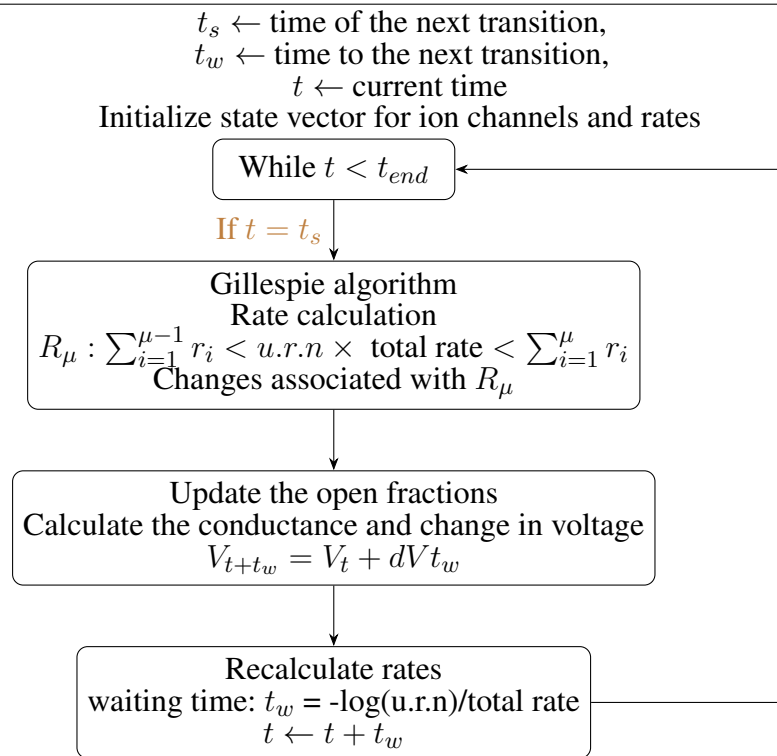 t_s ← time of the next transition,
t_w ← time to the next transition,
t ← current time
Initialize state vector for ion channels and rates
While t < t_{end}
If t = t_s
Gillespie algorithm
Rate calculation
R_μ : ∑_{i=1}^{μ−1} r_i < u.r.n × total rate < ∑_{i=1}^{μ} r_i
Changes associated with R_μ
Update the open fractions
Calculate the conductance and change in voltage
V_{t+t_w} = V_t + dVt_w
Recalculate rates
waiting time: t_w = -log(u.r.n)/total rate
t ← t + t_w